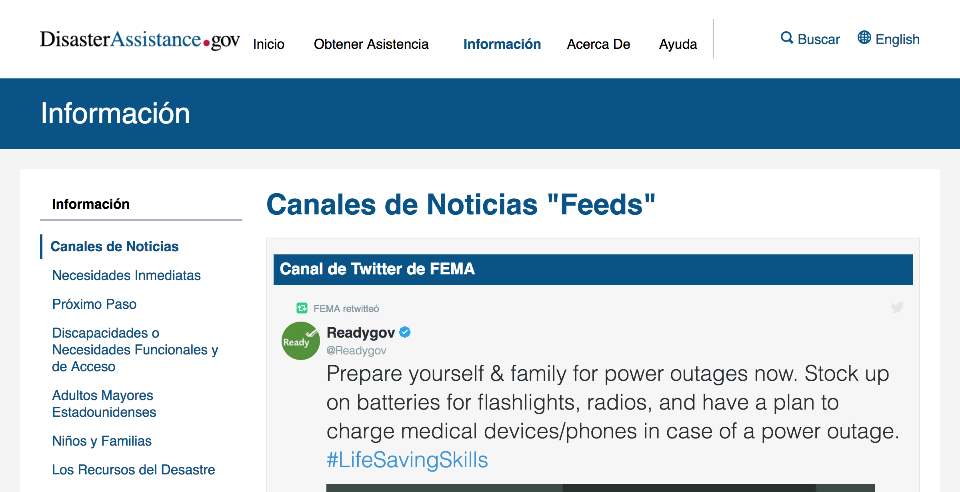 DisasterAssistance.gov
Inicio
Obtener Asistencia
Información
Acerca De
Ayuda
Buscar
English
Información
Información
Canales de Noticias
Necesidades Inmediatas
Próximo Paso
Discapacidades o
Necesidades Funcionales y
de Acceso
Adultos Mayores
Estadounidenses
Niños y Familias
Los Recursos del Desastre
Canales de Noticias "Feeds"
Canal de Twitter de FEMA
FEMA retwitteó
Ready
Readygov
@Readygov
Prepare yourself & family for power outages now. Stock up
on batteries for flashlights, radios, and have a plan to
charge medical devices/phones in case of a power outage.
#LifeSavingSkills